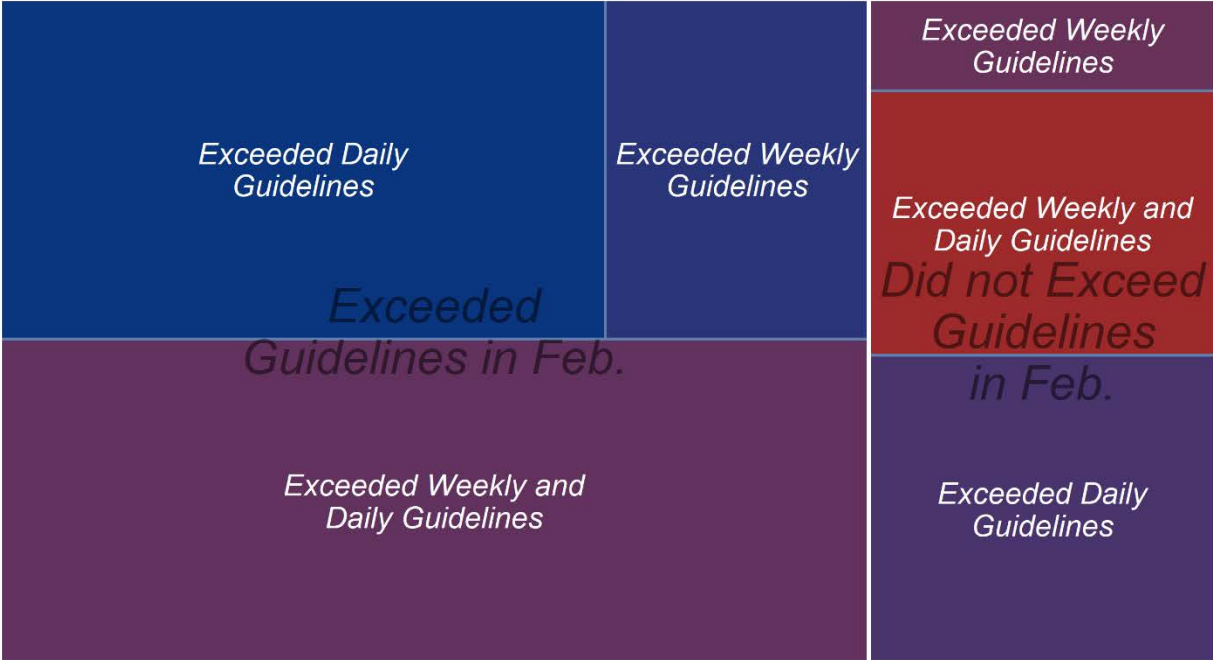 Exceeded Daily
Guidelines
Exceeded Weekly
Guidelines
Exceeded
Guidelines in Feb.
Exceeded Weekly and
Daily Guidelines
Exceeded Weekly
Guidelines
Exceeded Weekly and
Daily Guidelines
Did not Exceed
Guidelines
in Feb.
Exceeded Daily
Guidelines